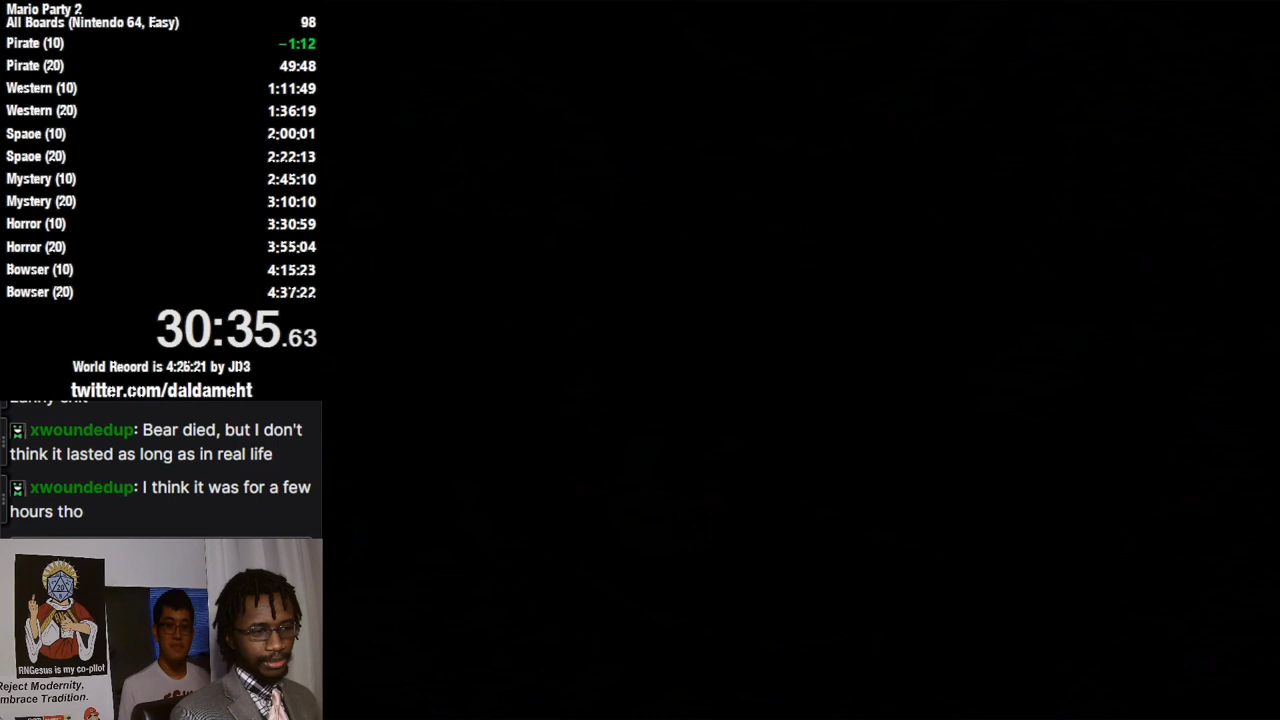 Mario Party 2
All Boards (Nintendo 64, Easy) 98
Pirate (10) −1:12
Pirate (20) 49:48
Western (10) 1:11:49
Western (20) 1:36:19
Space (10) 2:00:01
Space (20) 2:22:13
Mystery (10) 2:45:10
Mystery (20) 3:10:10
Horror (10) 3:30:59
Horror (20) 3:55:04
Bowser (10) 4:15:23
Bowser (20) 4:37:22
30:35.63
World Record is 4:26:21 by JD3
twitter.com/daldameht
xwoundedup: Bear died, but I don't
think it lasted as long as in real life
xwoundedup: I think it was for a few
hours tho
RNGesus is my co-pilot
Reject Modernity,
Embrace Tradition.